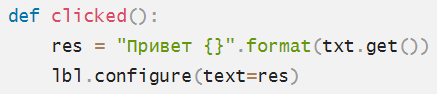 def clicked():
    res = "Привет {}".format(txt.get())
    lbl.configure(text=res)